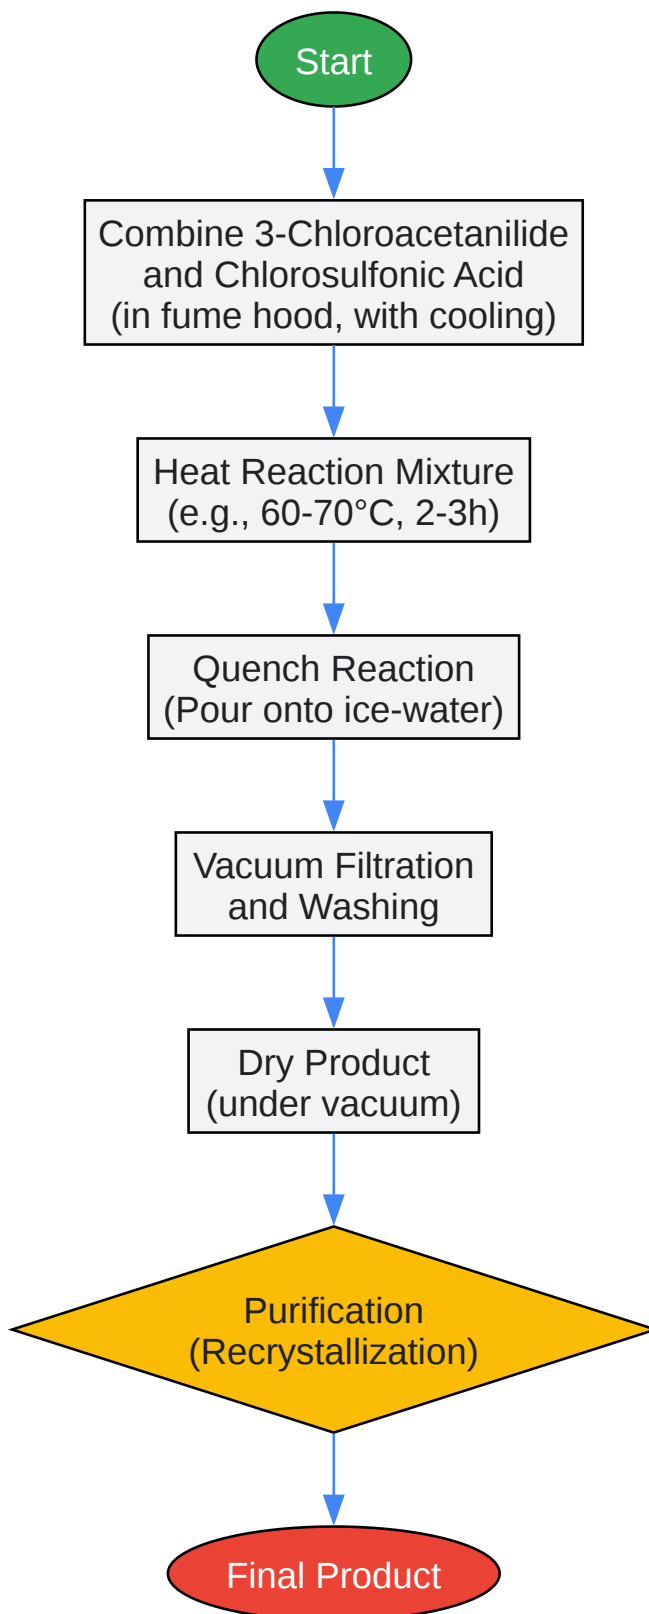 Start
Combine 3-Chloroacetanilide
and Chlorosulfonic Acid
(in fume hood, with cooling)
Heat Reaction Mixture
(e.g., 60-70°C, 2-3h)
Quench Reaction
(Pour onto ice-water)
Vacuum Filtration
and Washing
Dry Product
(under vacuum)
Purification
(Recrystallization)
Final Product